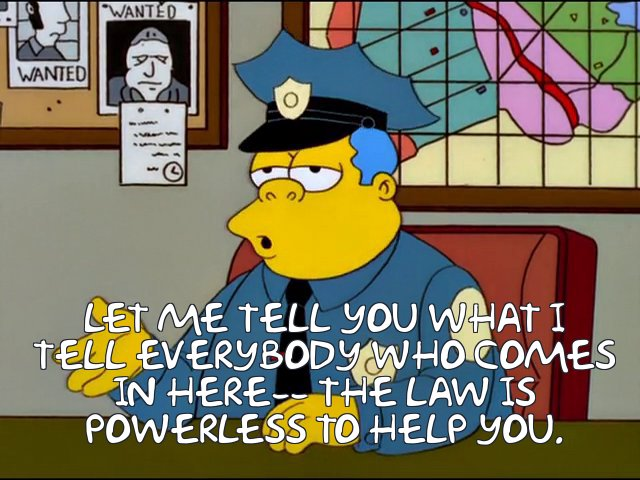 "WANTED
WANTED
LET ME TELL YOU WHAT I
TELL EVERYBODY WHO COMES
IN HERE-- THE LAW IS
POWERLESS TO HELP YOU.